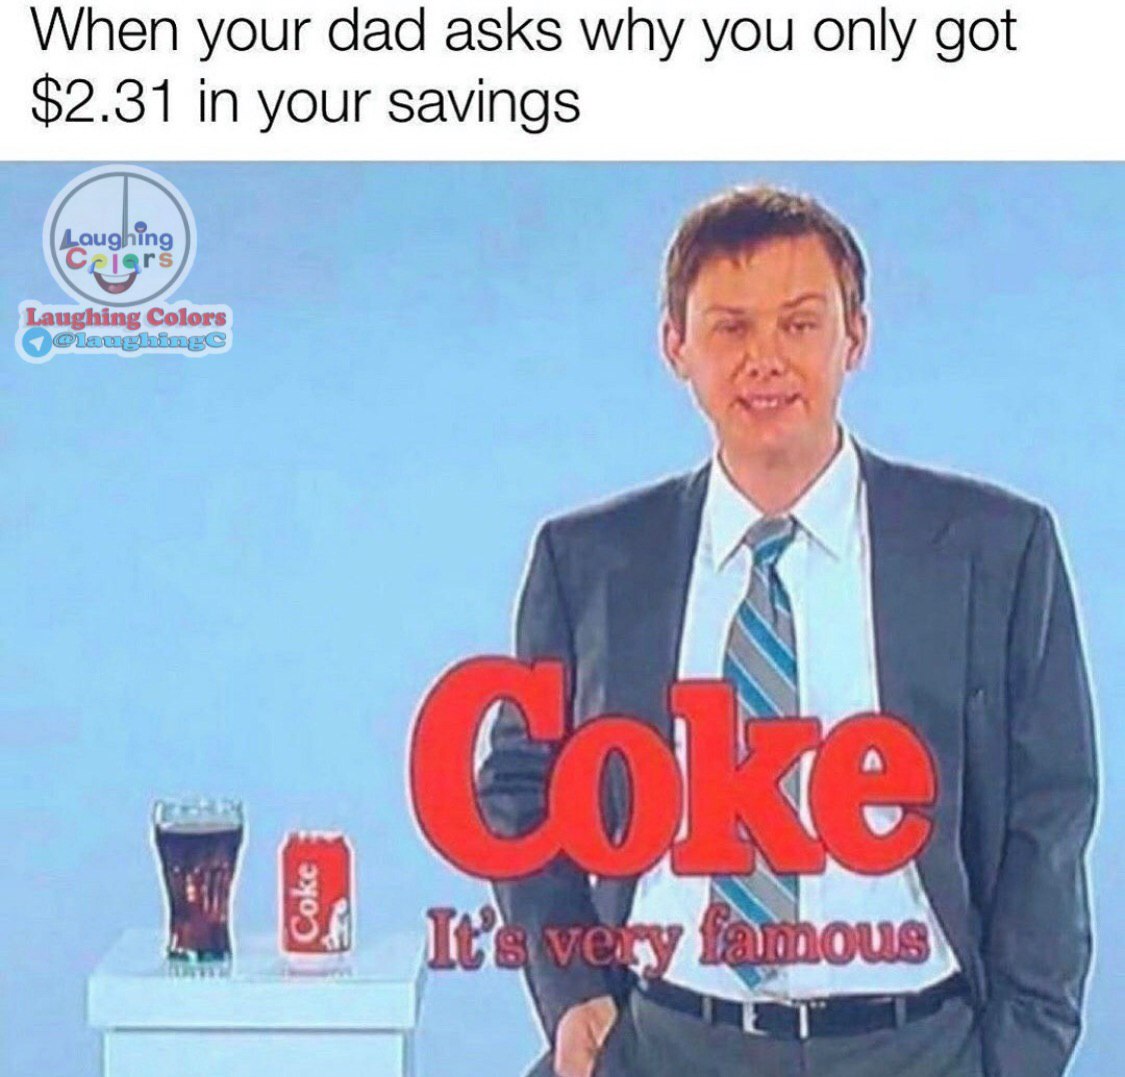 When your dad asks why you only got
$2.31 in your savings
Laughing
Colors
Laughing Colors
@laughingC
Coke
Coke
It's very famous